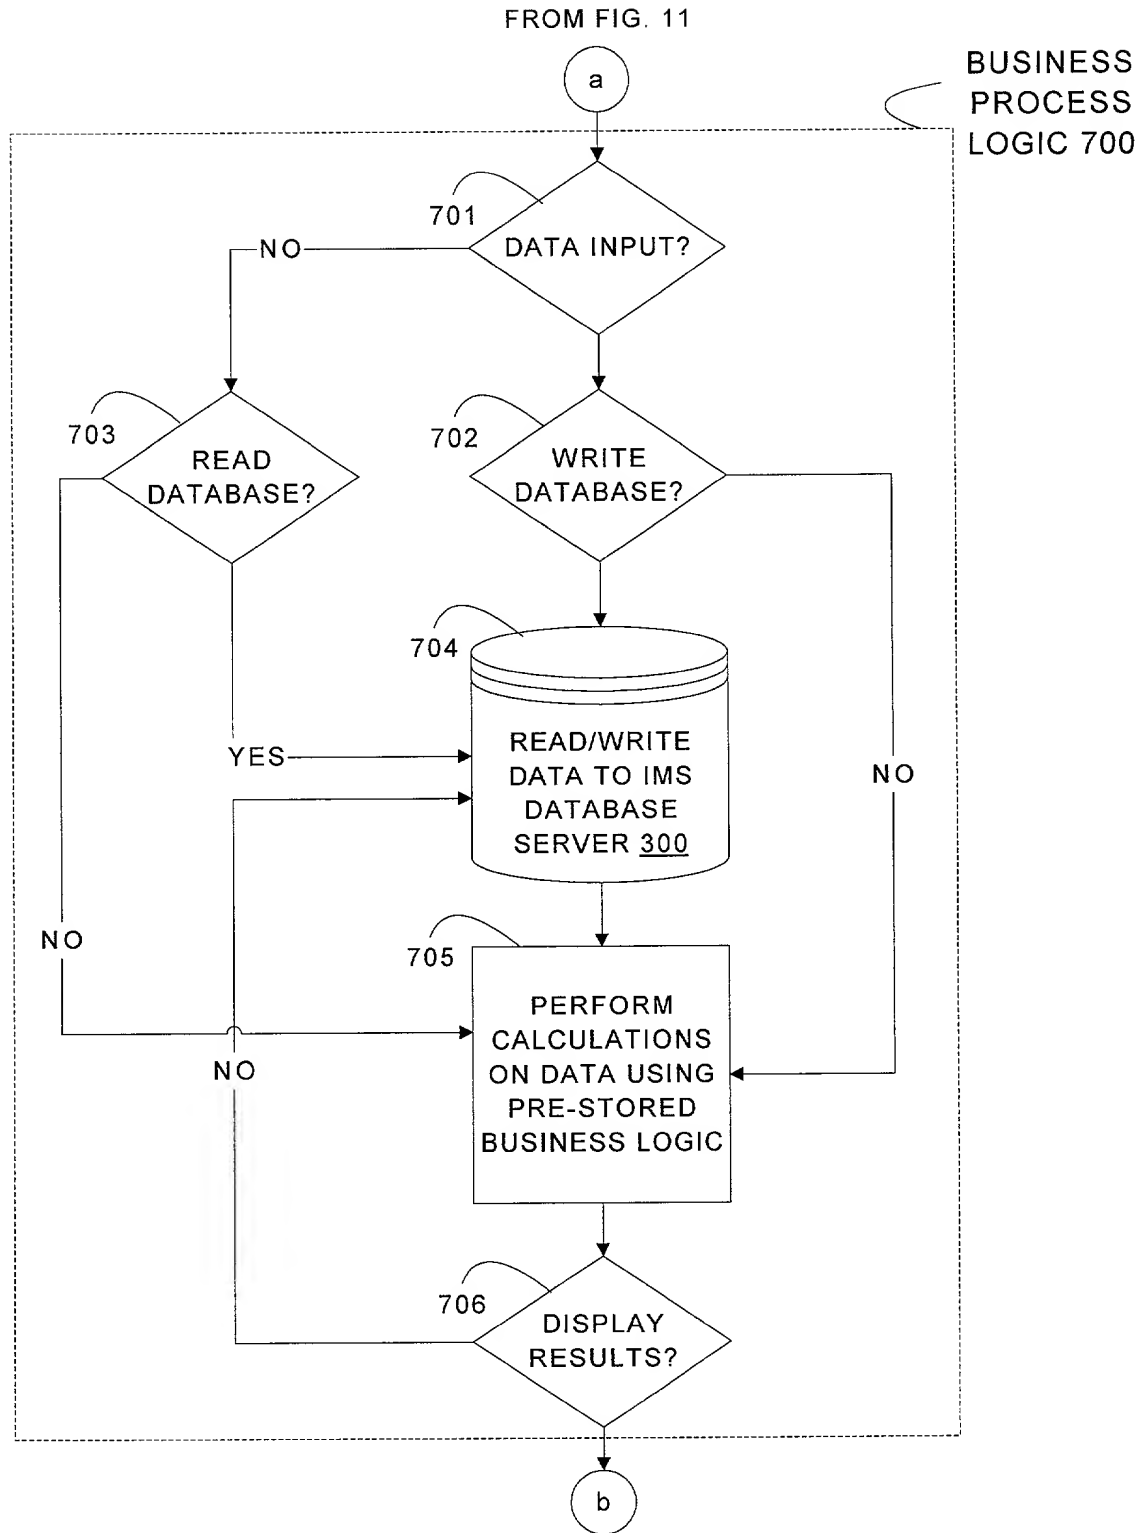 FROM FIG. 11
a
BUSINESS
PROCESS
LOGIC 700
701
DATA INPUT?
NO
703
READ
DATABASE?
702
WRITE
DATABASE?
704
YES
READ/WRITE
DATA TO IMS
DATABASE
SERVER 300
NO
NO
705
PERFORM
CALCULATIONS
ON DATA USING
PRE-STORED
BUSINESS LOGIC
NO
706
DISPLAY
RESULTS?
b